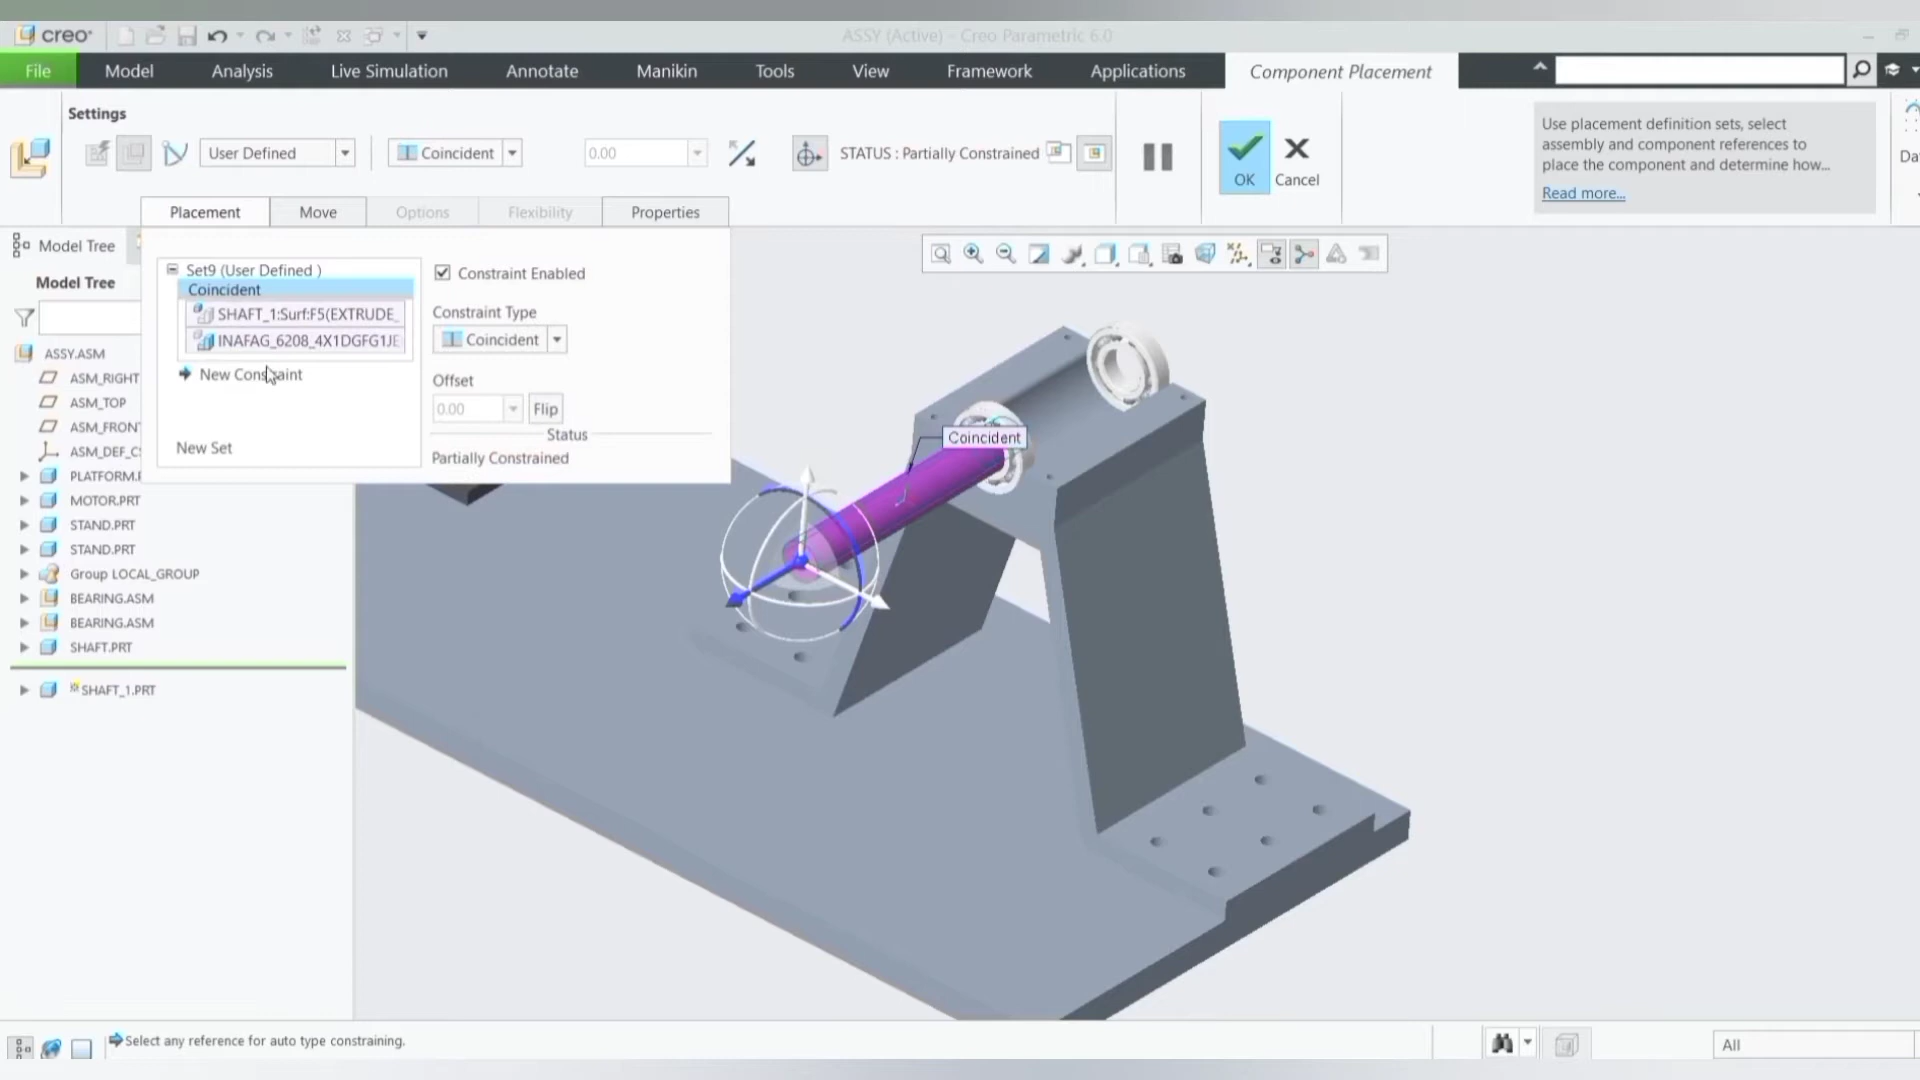 creo®
ASSY (Active) - Creo Parametric 6.0
File
Model
Analysis
Live Simulation
Annotate
Manikin
Tools
View
Framework
Applications
Component Placement
Settings
User Defined
Coincident
0.00
STATUS : Partially Constrained
OK
Cancel
Use placement definition sets, select
assembly and component references to
place the component and determine how...
Read more...
Placement
Move
Options
Flexibility
Properties
Model Tree
Model Tree
Set9 (User Defined )
Coincident
SHAFT_1:Surf:F5(EXTRUDE_
INAFAG_6208_4X1DGFG1JE
New Constraint
New Set
Constraint Enabled
Constraint Type
Coincident
Offset
0.00
Flip
Status
Partially Constrained
ASSY.ASM
ASM_RIGHT
ASM_TOP
ASM_FRON
ASM_DEF_C
PLATFORM.
MOTOR.PRT
STAND.PRT
STAND.PRT
Group LOCAL_GROUP
BEARING.ASM
BEARING.ASM
SHAFT.PRT
SHAFT_1.PRT
Coincident
Select any reference for auto type constraining.
All